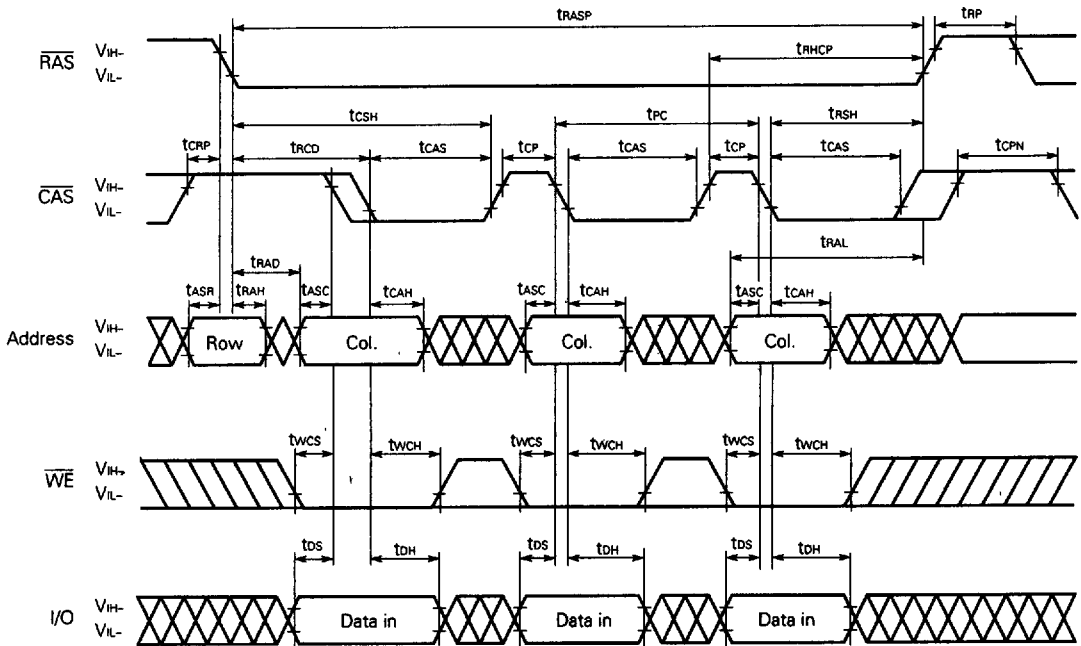 tRASP
tRP
RAS VIH– VIL–
tRHCP
tCSH tPC tRSH
tCRP tRCD tCAS tCP tCAS tCP tCAS tCPN
CAS VIH– VIL–
tRAL
tRAD
tASR tRAH tASC tCAH tASC tCAH tASC tCAH
Address VIH– VIL– Row Col. Col. Col.
tWCS tWCH tWCS tWCH tWCS tWCH
WE VIH– VIL–
tDS tDH tDS tDH tDS tDH
I/O VIH– VIL– Data in Data in Data in